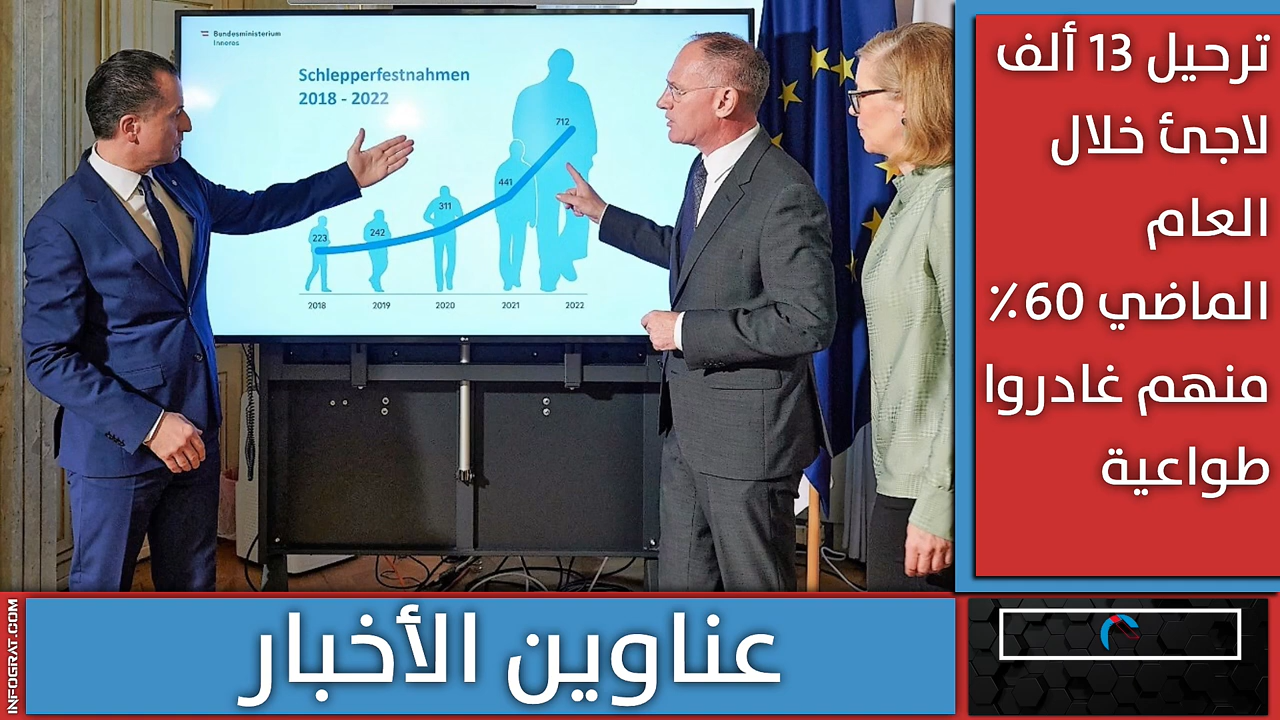 ترحيل 13 ألف
لاجئ خلال
العام
الماضي 60٪
منهم غادروا
طواعية
Bundesministerium
Inneres
Schlepperfestnahmen
2018 - 2022
712
441
311
242
223
2018 2019 2020 2021 2022
عناوين الأخبار
INFOGRAT.COM